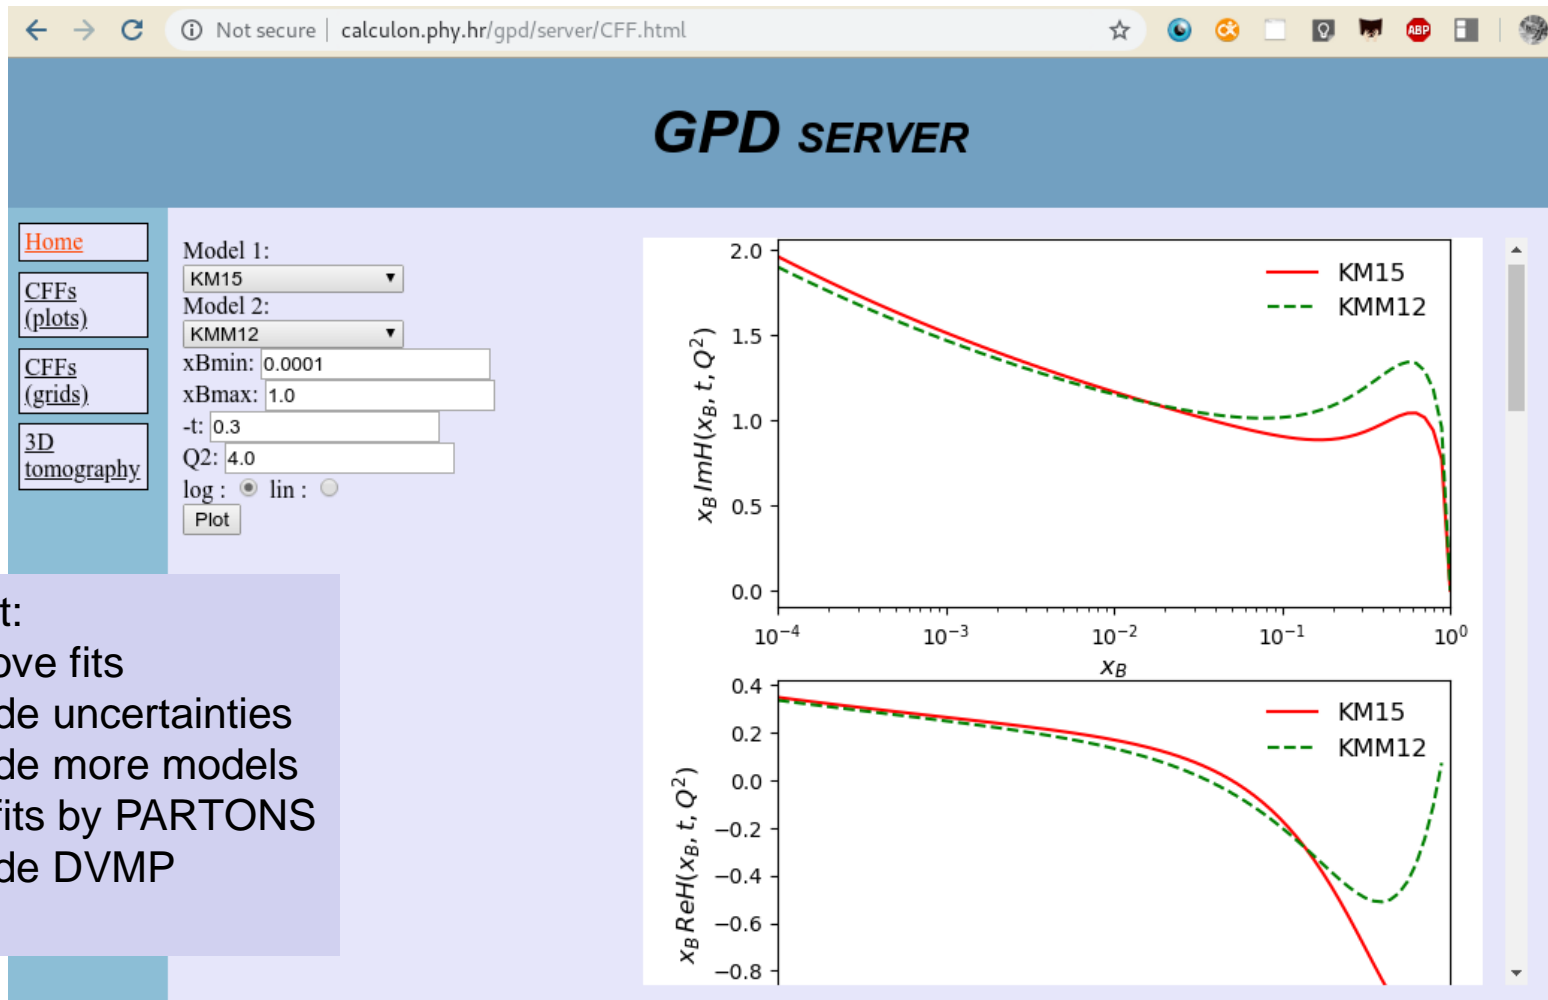 Not secure | calculon.phy.hr/gpd/server/CFF.html
ABP
GPD SERVER
Home
CFFs
(plots)
CFFs
(grids)
3D
tomography
Model 1:
KM15
Model 2:
KMM12
xBmin: 0.0001
xBmax: 1.0
-t: 0.3
Q2: 4.0
log : lin :
Plot
t:
ove fits
de uncertainties
de more models
fits by PARTONS
de DVMP
2.0
1.5
1.0
0.5
0.0
x_B ImH(x_B, t, Q²)
KM15
KMM12
10⁻⁴ 10⁻³ 10⁻² 10⁻¹ 10⁰
x_B
0.4
0.2
0.0
−0.2
−0.4
−0.6
−0.8
x_B ReH(x_B, t, Q²)
KM15
KMM12